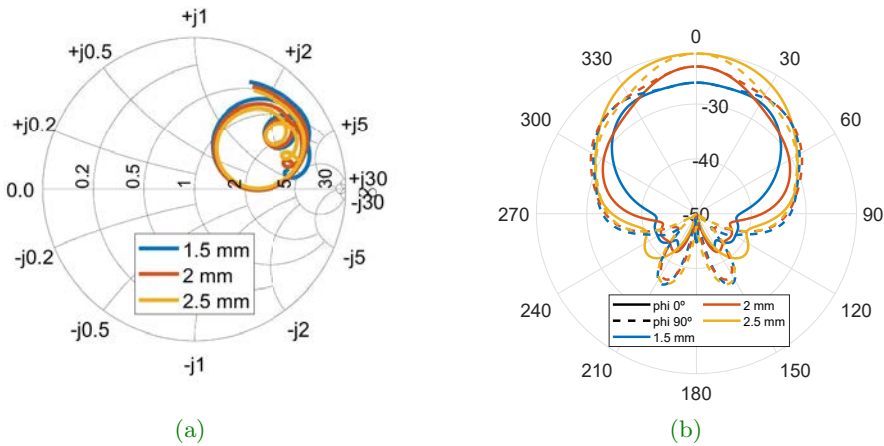 +j1
+j0.5
+j2
+j0.2
+j5
0.0
0.2
0.5
1
2
5
30
+j30
-j30
-j0.2
-j5
-j0.5
-j2
-j1
1.5 mm
2 mm
2.5 mm
(a)
0
330
30
300
60
270
90
240
120
210
150
180
-30
-40
-50
phi 0º
phi 90º
1.5 mm
2 mm
2.5 mm
(b)